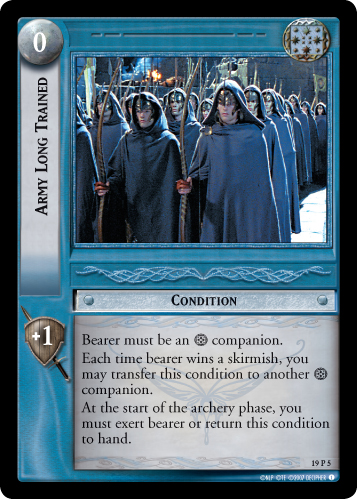 0
ARMY LONG TRAINED
CONDITION
+1
Bearer must be an companion.
Each time bearer wins a skirmish, you
may transfer this condition to another
companion.
At the start of the archery phase, you
must exert bearer or return this condition
to hand.
19 P 5